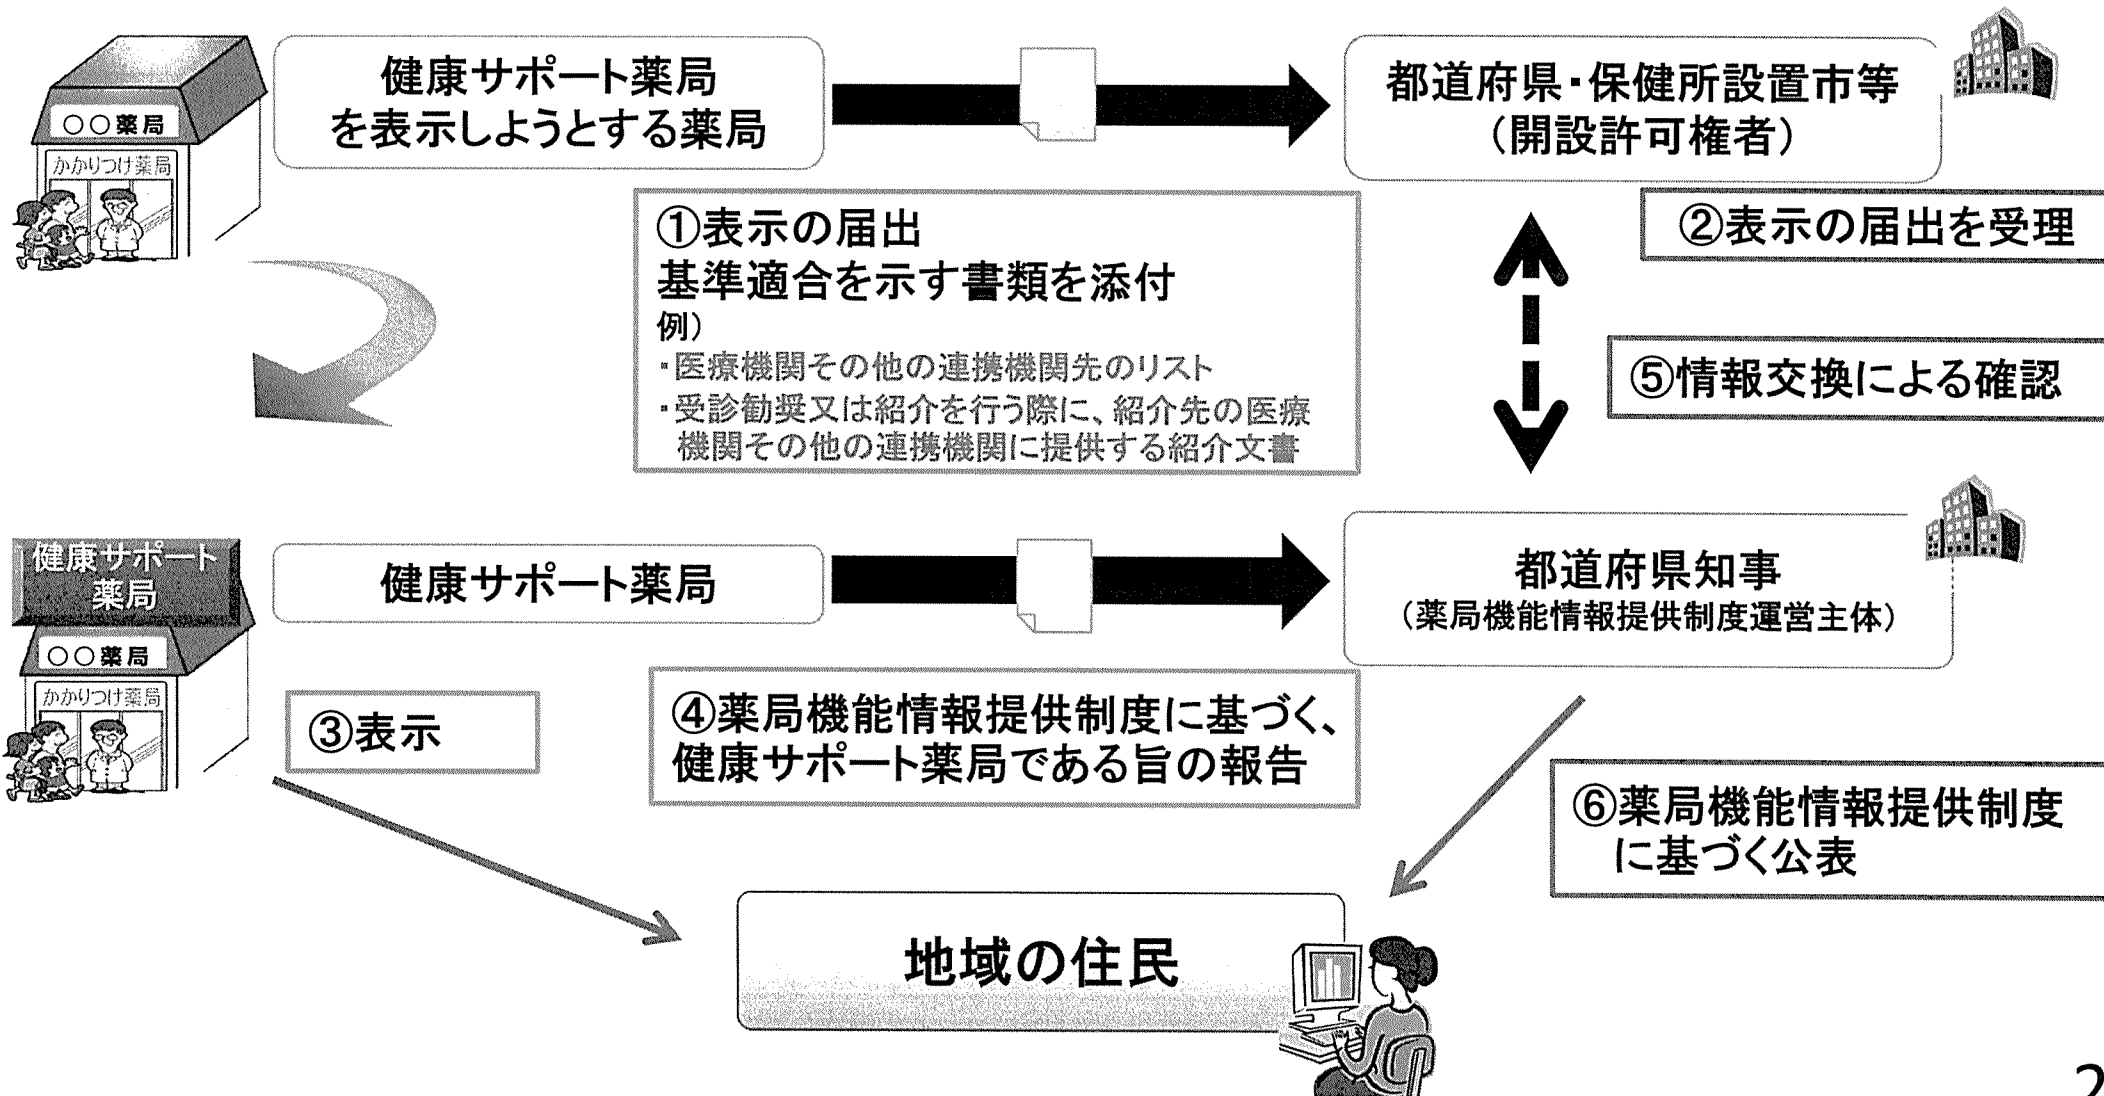 ○○薬局
かかりつけ薬局
健康サポート薬局
を表示しようとする薬局
都道府県・保健所設置市等
（開設許可権者）
①表示の届出
基準適合を示す書類を添付
例）
・医療機関その他の連携機関先のリスト
・受診勧奨又は紹介を行う際に、紹介先の医療
機関その他の連携機関に提供する紹介文書
②表示の届出を受理
⑤情報交換による確認
健康サポート
薬局
○○薬局
かかりつけ薬局
健康サポート薬局
都道府県知事
（薬局機能情報提供制度運営主体）
③表示
④薬局機能情報提供制度に基づく、
健康サポート薬局である旨の報告
⑥薬局機能情報提供制度
に基づく公表
地域の住民
2